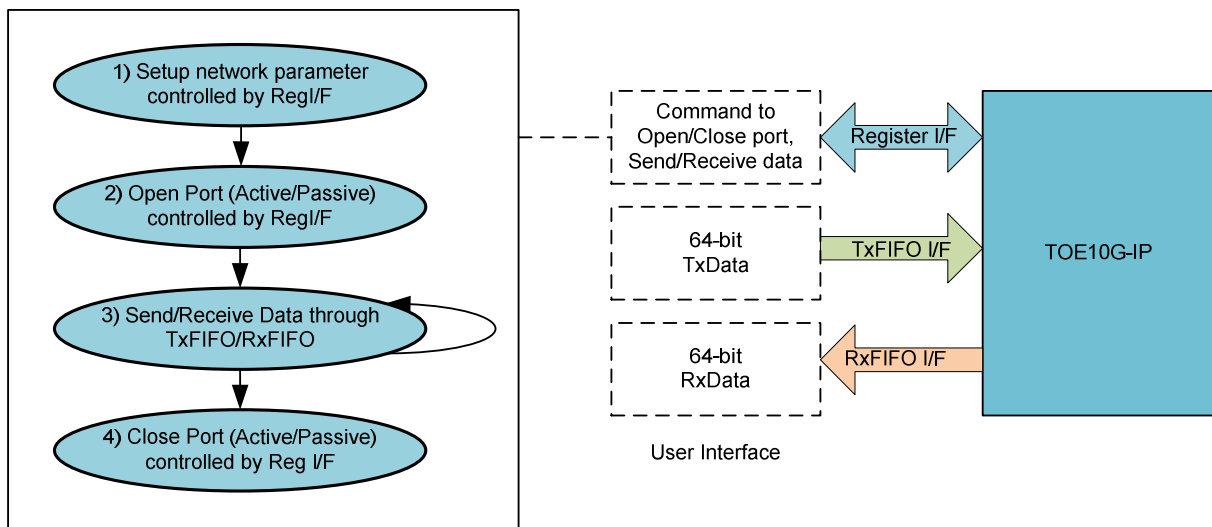 1) Setup network parameter
controlled by RegI/F
2) Open Port (Active/Passive)
controlled by RegI/F
3) Send/Receive Data through
TxFIFO/RxFIFO
4) Close Port (Active/Passive)
controlled by Reg I/F
Command to
Open/Close port,
Send/Receive data
Register I/F
64-bit
TxData
TxFIFO I/F
64-bit
RxData
RxFIFO I/F
User Interface
TOE10G-IP